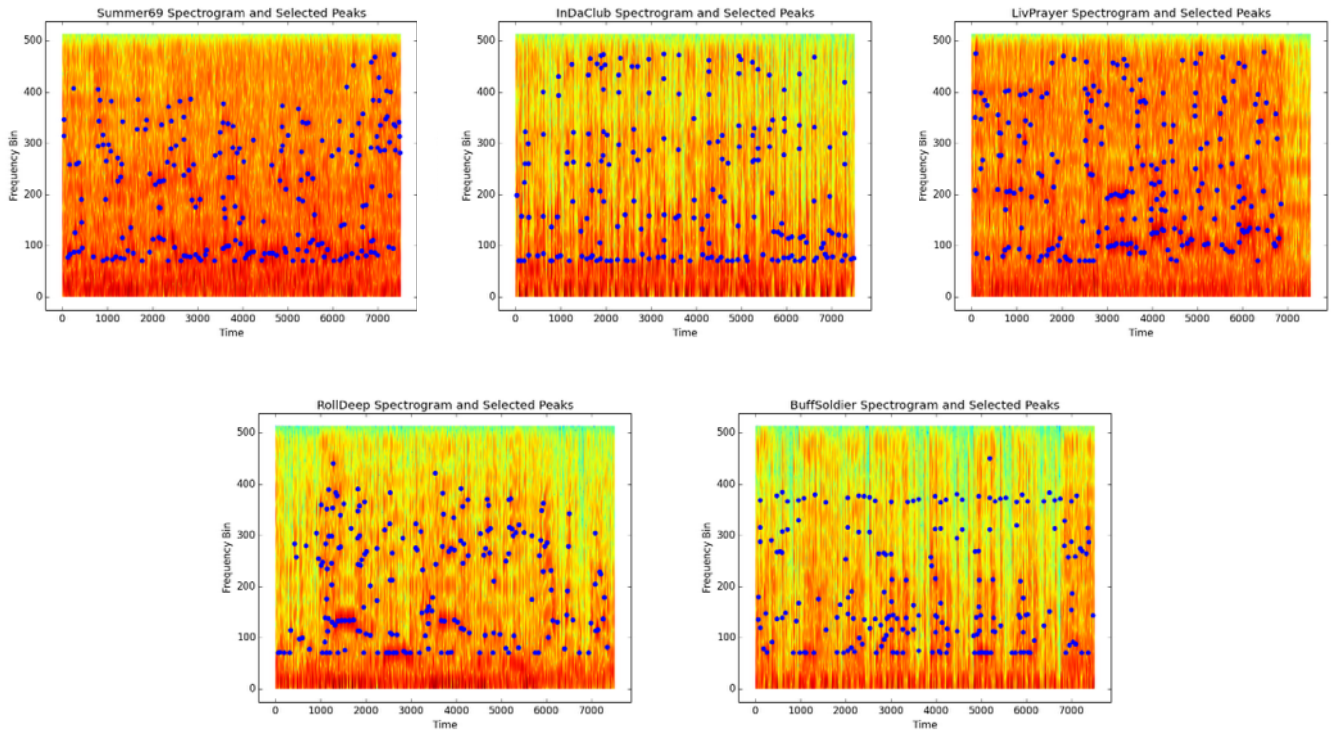 Summer69 Spectrogram and Selected Peaks
500
400
300
200
100
0
Frequency Bin
0 1000 2000 3000 4000 5000 6000 7000
Time
InDaClub Spectrogram and Selected Peaks
500
400
300
200
100
0
Frequency Bin
0 1000 2000 3000 4000 5000 6000 7000
Time
LivPrayer Spectrogram and Selected Peaks
500
400
300
200
100
0
Frequency Bin
0 1000 2000 3000 4000 5000 6000 7000
Time
RollDeep Spectrogram and Selected Peaks
500
400
300
200
100
0
Frequency Bin
0 1000 2000 3000 4000 5000 6000 7000
Time
BuffSoldier Spectrogram and Selected Peaks
500
400
300
200
100
0
Frequency Bin
0 1000 2000 3000 4000 5000 6000 7000
Time